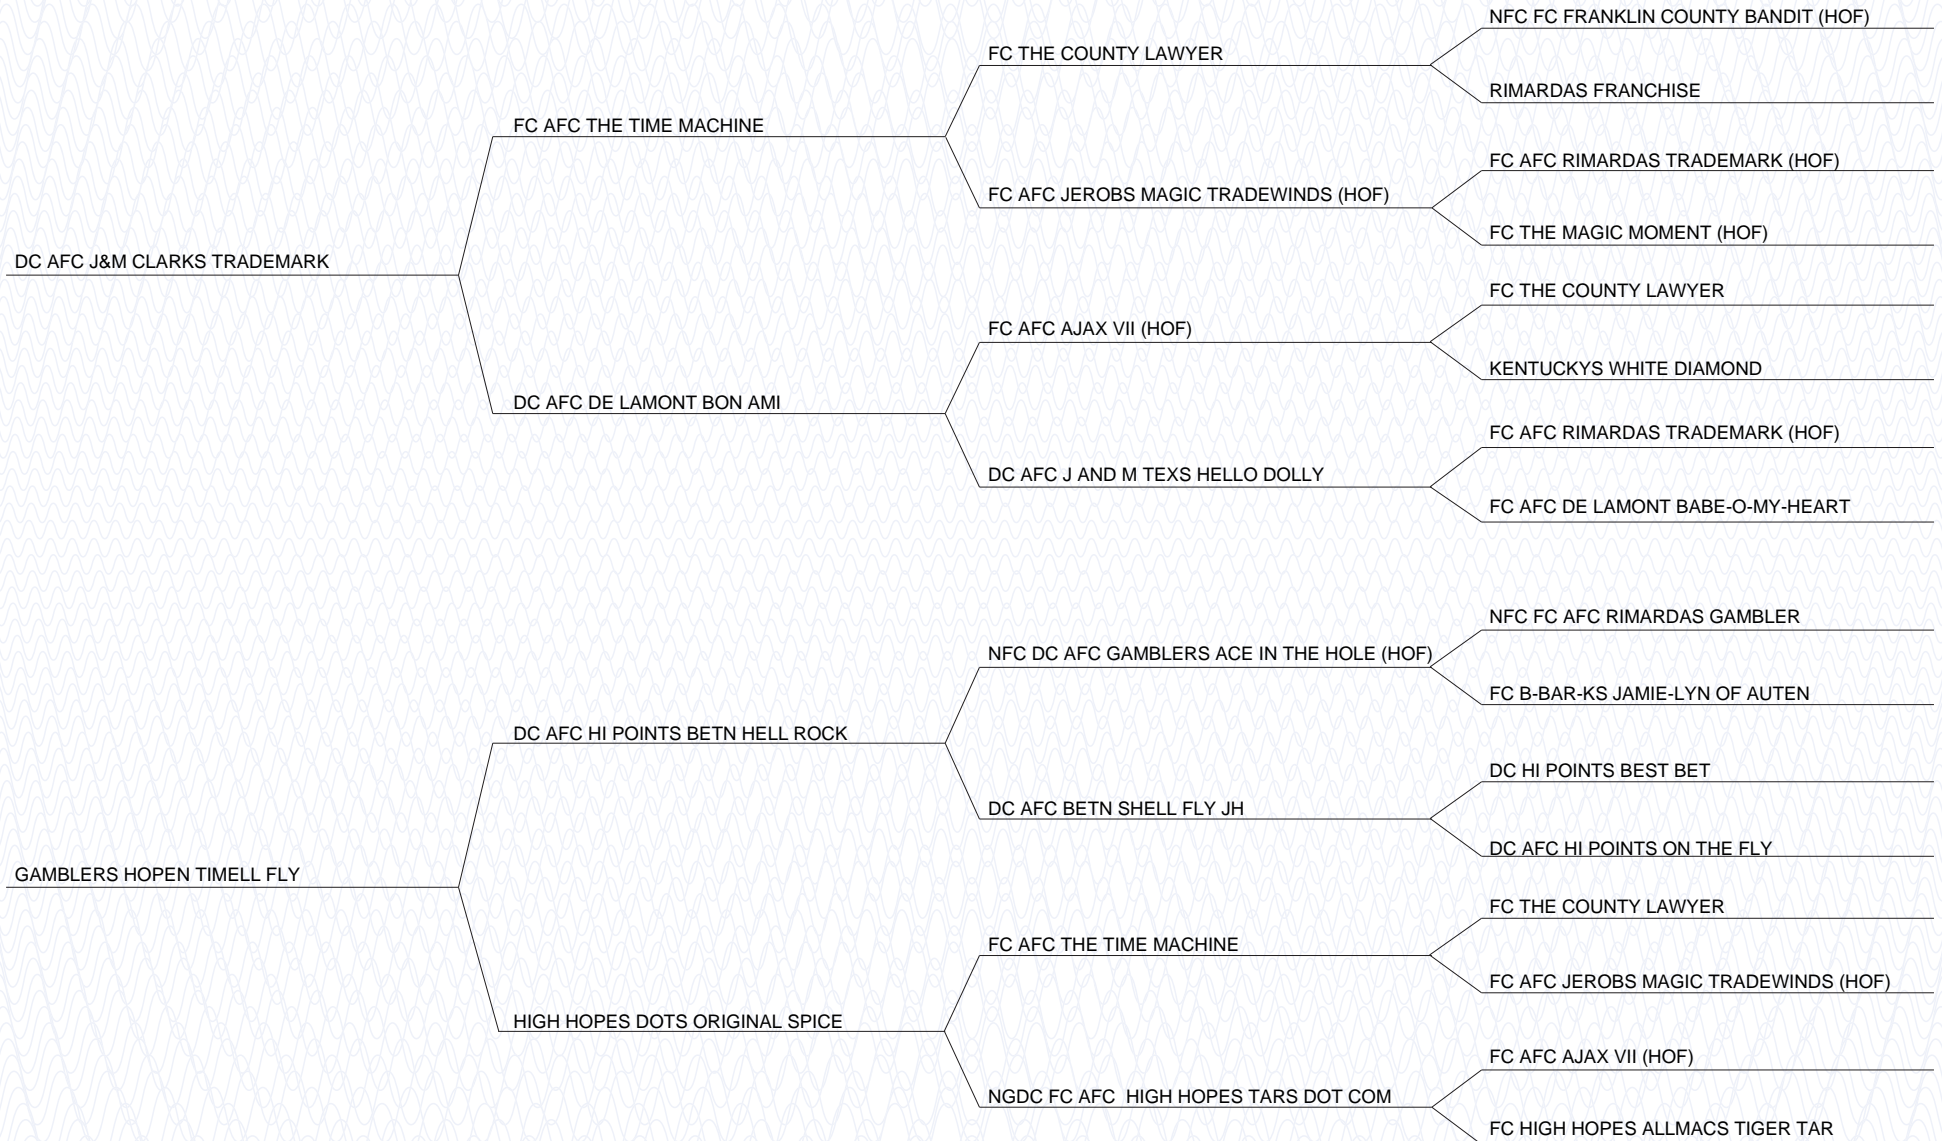 NFC FC FRANKLIN COUNTY BANDIT (HOF)
FC THE COUNTY LAWYER
RIMARDAS FRANCHISE
FC AFC THE TIME MACHINE
FC AFC RIMARDAS TRADEMARK (HOF)
FC AFC JEROBS MAGIC TRADEWINDS (HOF)
FC THE MAGIC MOMENT (HOF)
DC AFC J&M CLARKS TRADEMARK
FC THE COUNTY LAWYER
FC AFC AJAX VII (HOF)
KENTUCKYS WHITE DIAMOND
DC AFC DE LAMONT BON AMI
FC AFC RIMARDAS TRADEMARK (HOF)
DC AFC J AND M TEXS HELLO DOLLY
FC AFC DE LAMONT BABE-O-MY-HEART
NFC FC AFC RIMARDAS GAMBLER
NFC DC AFC GAMBLERS ACE IN THE HOLE (HOF)
FC B-BAR-KS JAMIE-LYN OF AUTEN
DC AFC HI POINTS BETN HELL ROCK
DC HI POINTS BEST BET
DC AFC BETN SHELL FLY JH
DC AFC HI POINTS ON THE FLY
GAMBLERS HOPEN TIMELL FLY
FC THE COUNTY LAWYER
FC AFC THE TIME MACHINE
FC AFC JEROBS MAGIC TRADEWINDS (HOF)
HIGH HOPES DOTS ORIGINAL SPICE
FC AFC AJAX VII (HOF)
NGDC FC AFC  HIGH HOPES TARS DOT COM
FC HIGH HOPES ALLMACS TIGER TAR